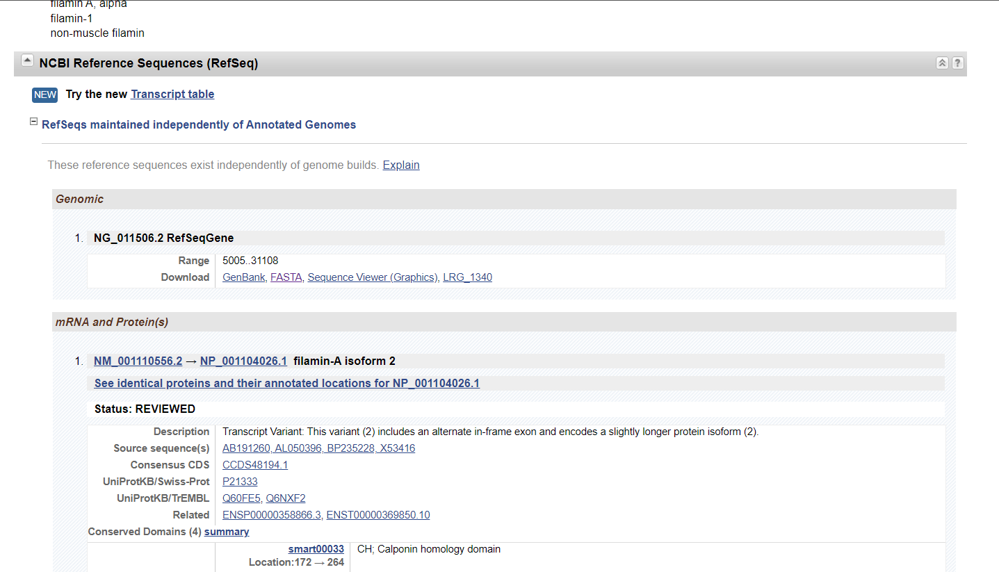 filamin A, alpha
filamin-1
non-muscle filamin
NCBI Reference Sequences (RefSeq)
?
NEW Try the new Transcript table
RefSeqs maintained independently of Annotated Genomes
These reference sequences exist independently of genome builds. Explain
Genomic
1. NG_011506.2 RefSeqGene
Range 5005..31108
Download GenBank, FASTA, Sequence Viewer (Graphics), LRG_1340
mRNA and Protein(s)
1. NM_001110556.2 → NP_001104026.1 filamin-A isoform 2
See identical proteins and their annotated locations for NP_001104026.1
Status: REVIEWED
Description Transcript Variant: This variant (2) includes an alternate in-frame exon and encodes a slightly longer protein isoform (2).
Source sequence(s) AB191260, AL050396, BP235228, X53416
Consensus CDS CCDS48194.1
UniProtKB/Swiss-Prot P21333
UniProtKB/TrEMBL Q60FE5, Q6NXF2
Related ENSP00000358866.3, ENST00000369850.10
Conserved Domains (4) summary
smart00033 CH; Calponin homology domain
Location:172 → 264